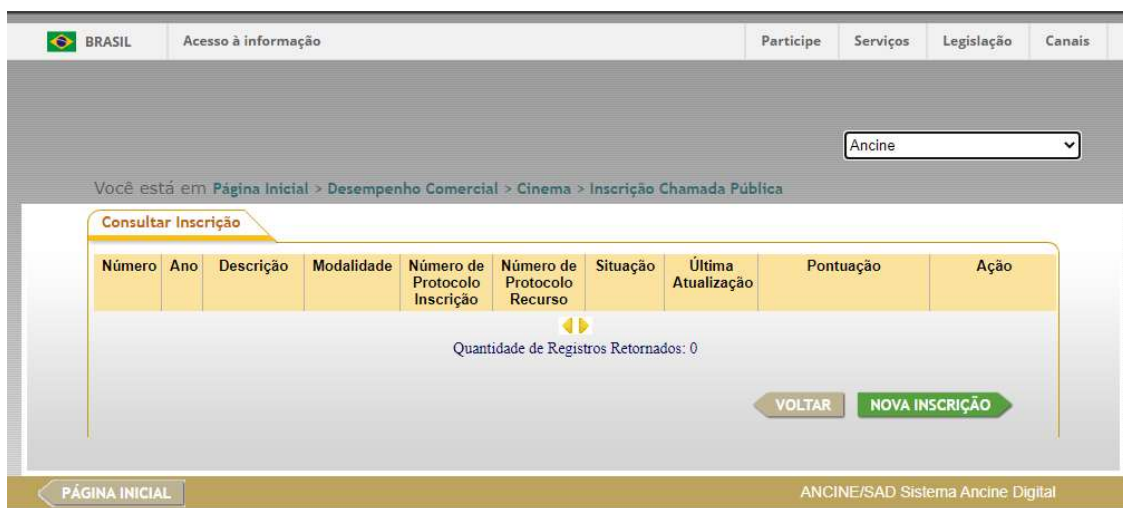 BRASIL Acesso à informação Participe Serviços Legislação Canais
Ancine
Você está em Página Inicial > Desempenho Comercial > Cinema > Inscrição Chamada Pública
Consultar Inscrição
Número Ano Descrição Modalidade Número de Protocolo Inscrição Número de Protocolo Recurso Situação Última Atualização Pontuação Ação
Quantidade de Registros Retornados: 0
VOLTAR NOVA INSCRIÇÃO
PÁGINA INICIAL ANCINE/SAD Sistema Ancine Digital